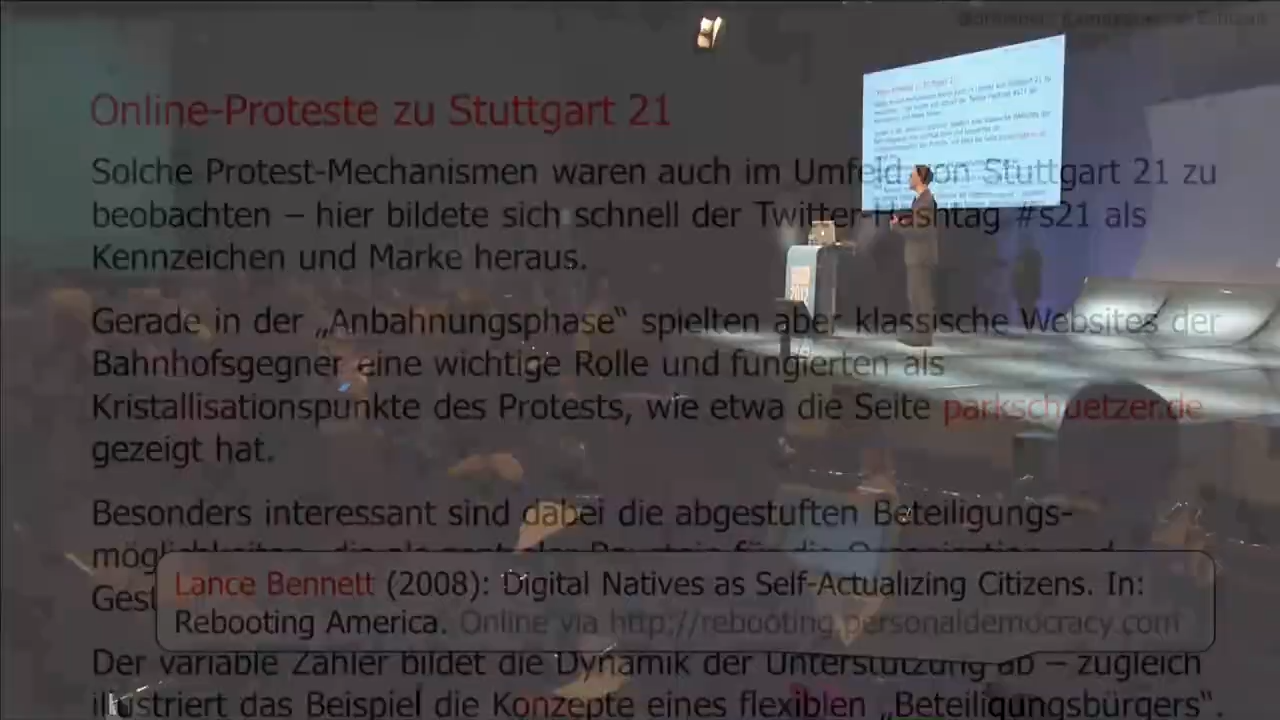 Online-Proteste zu Stuttgart 21
Solche Protest-Mechanismen waren auch im Umfeld von Stuttgart 21 zu
beobachten – hier bildete sich schnell der Twitter-Hashtag #s21 als
Kennzeichen und Marke heraus.
Gerade in der „Anbahnungsphase“ spielten aber klassische Websites der
Bahnhofsgegner eine wichtige Rolle und fungierten als
Kristallisationspunkte des Protests, wie etwa die Seite parkschuetzer.de
gezeigt hat.
Besonders interessant sind dabei die abgestuften Beteiligungs-
Lance Bennett (2008): Digital Natives as Self-Actualizing Citizens. In:
Rebooting America. Online via http://rebooting.personaldemocracy.com
Der variable Zähler bildet die Dynamik der Unterstützung ab – zugleich
illustriert das Beispiel die Konzepte eines flexiblen „Beteiligungsbürgers“.